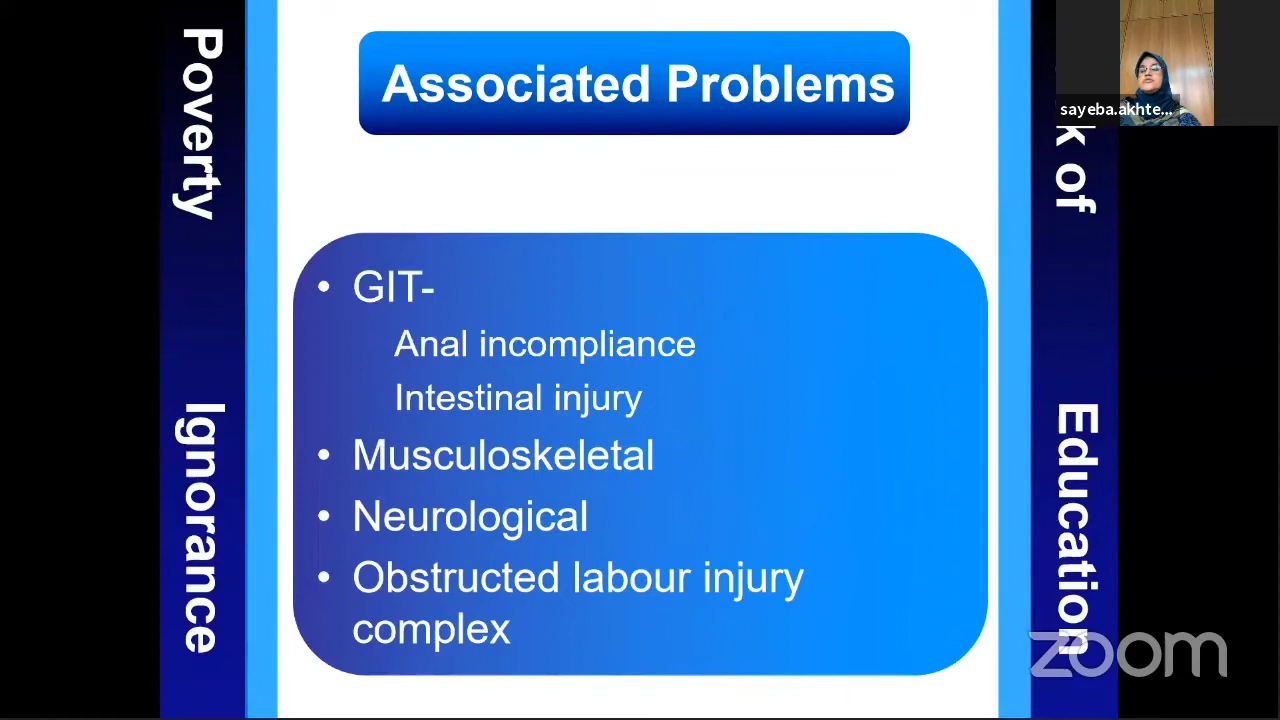 Associated Problems
Poverty
Ignorance
• GIT-
Anal incompliance
Intestinal injury
• Musculoskeletal
• Neurological
• Obstructed labour injury
complex
of
Education
sayeba.akhte...
zoom